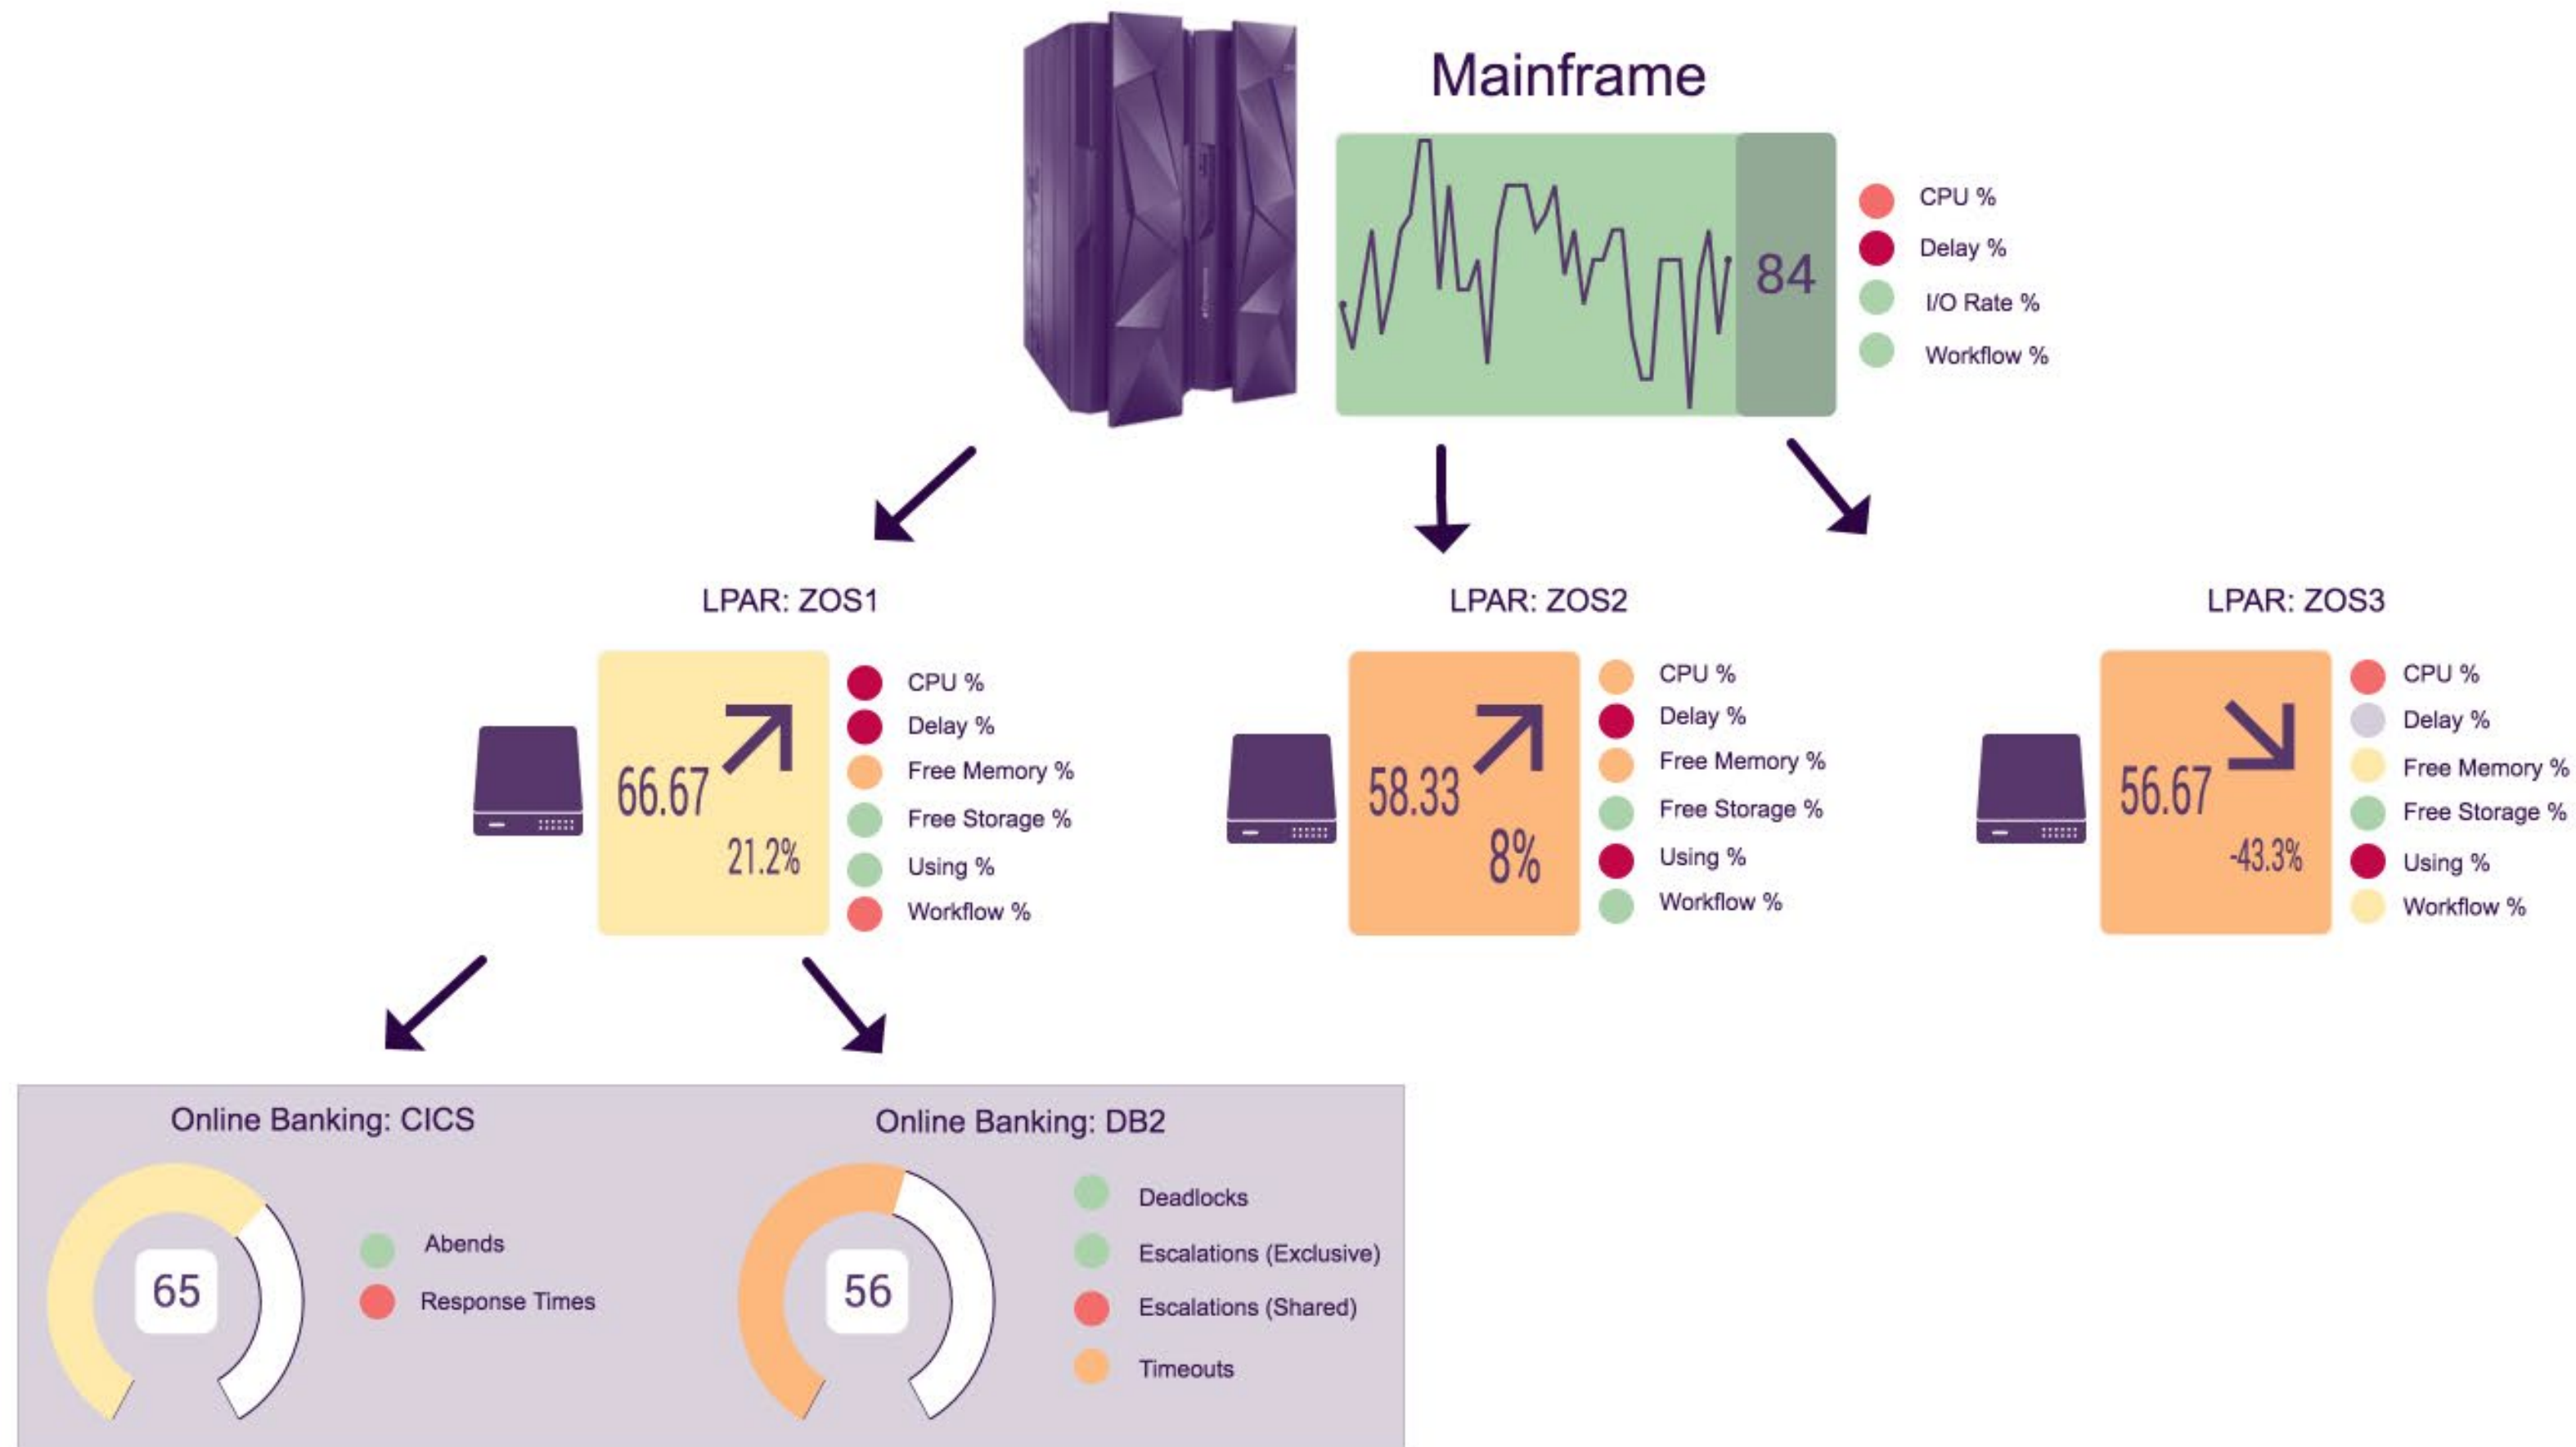 Mainframe
84
CPU %
Delay %
I/O Rate %
Workflow %
LPAR: ZOS1
66.67
21.2%
CPU %
Delay %
Free Memory %
Free Storage %
Using %
Workflow %
LPAR: ZOS2
58.33
8%
CPU %
Delay %
Free Memory %
Free Storage %
Using %
Workflow %
LPAR: ZOS3
56.67
-43.3%
CPU %
Delay %
Free Memory %
Free Storage %
Using %
Workflow %
Online Banking: CICS
65
Abends
Response Times
Online Banking: DB2
56
Deadlocks
Escalations (Exclusive)
Escalations (Shared)
Timeouts